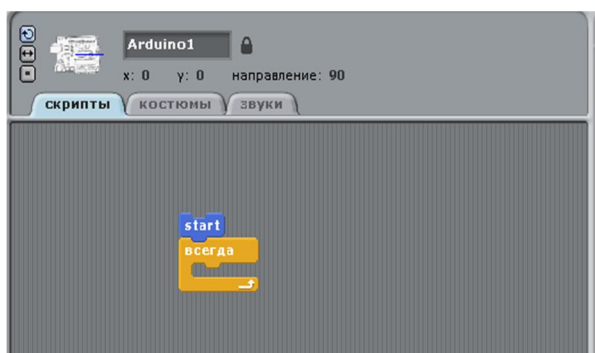 Arduino1
x: 0 y: 0 направление: 90
скрипты костюмы звуки
start
всегда